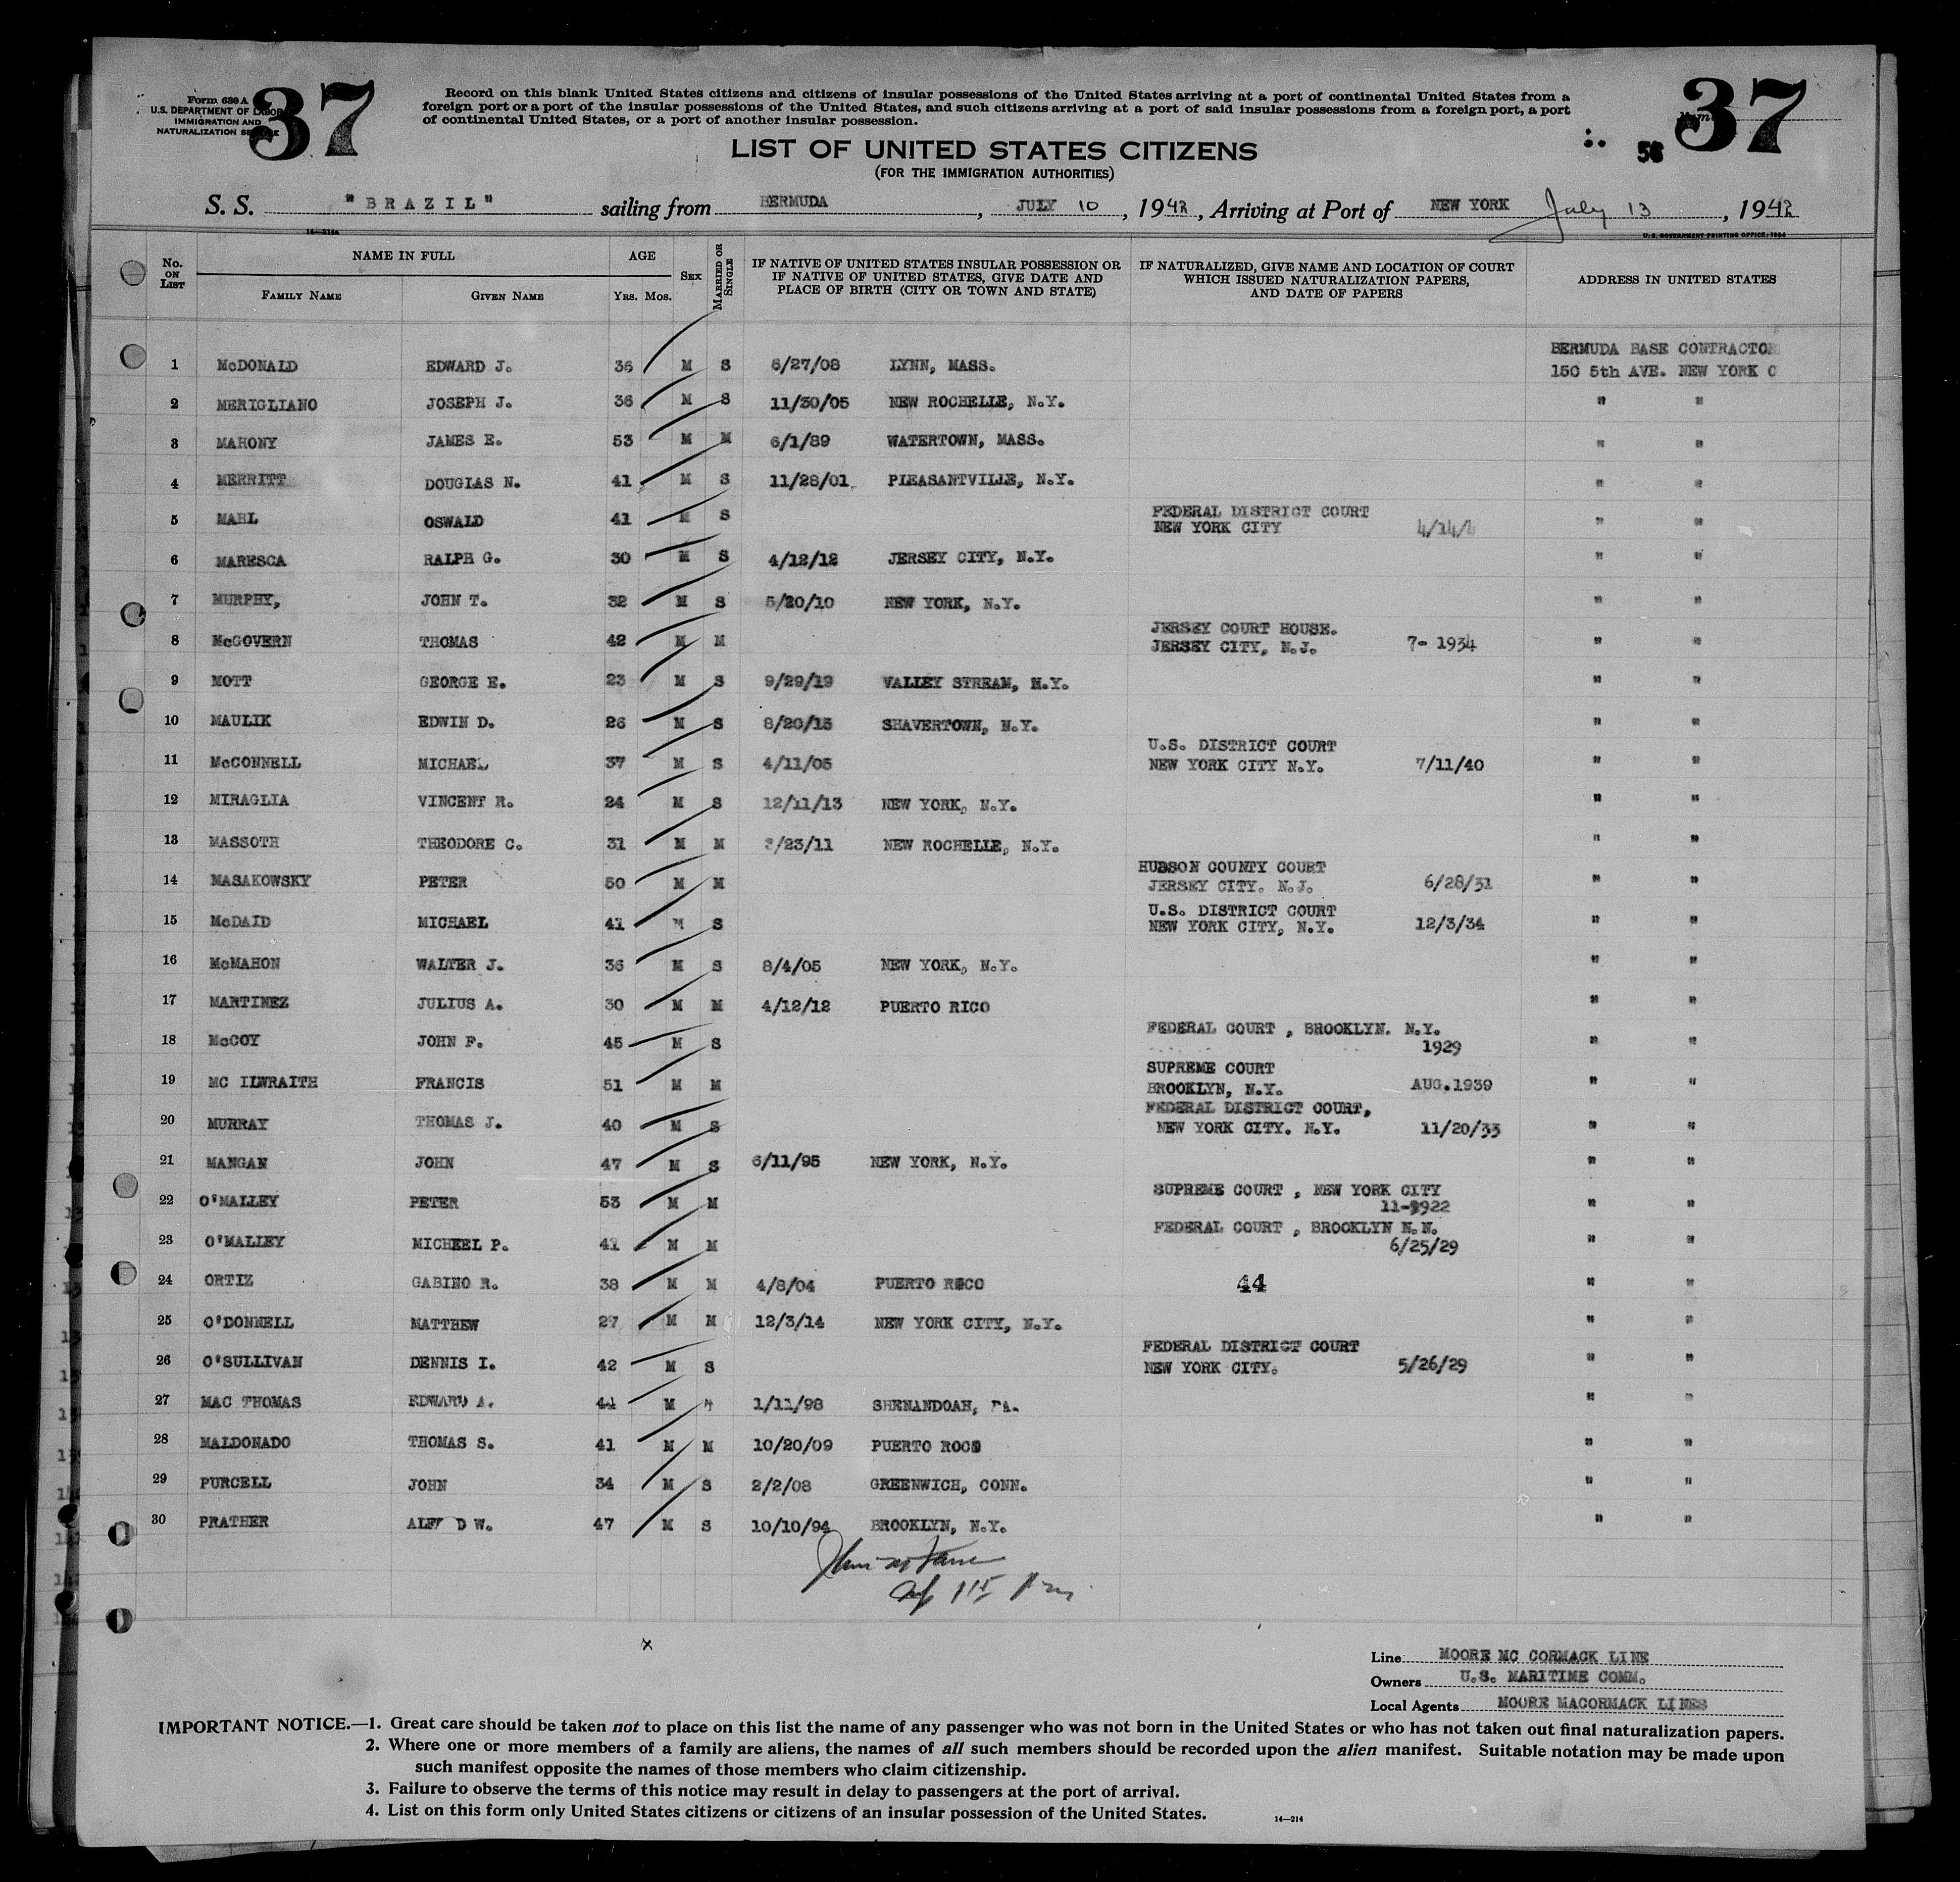 Form 630 A
U.S. DEPARTMENT OF LABOR
IMMIGRATION AND
NATURALIZATION
37
Record on this blank United States citizens and citizens of insular possessions of the United States arriving at a port of continental United States from a
foreign port or a port of the insular possessions of the United States, and such citizens arriving at a port of said insular possessions from a foreign port, a port
of continental United States, or a port of another insular possession.
37
56
LIST OF UNITED STATES CITIZENS
(FOR THE IMMIGRATION AUTHORITIES)
S. S. "BRAZIL" sailing from BERMUDA, JULY 10, 1942, Arriving at Port of NEW YORK July 13, 1942
U.S. GOVERNMENT PRINTING OFFICE: 1934
No. ON LIST NAME IN FULL FAMILY NAME GIVEN NAME AGE YRS. MOS. SEX MARRIED OR SINGLE IF NATIVE OF UNITED STATES INSULAR POSSESSION OR IF NATIVE OF UNITED STATES, GIVE DATE AND PLACE OF BIRTH (CITY OR TOWN AND STATE) IF NATURALIZED, GIVE NAME AND LOCATION OF COURT WHICH ISSUED NATURALIZATION PAPERS, AND DATE OF PAPERS ADDRESS IN UNITED STATES
BERMUDA BASE CONTRACTOR
1 McDONALD EDWARD J. 36 M S 6/27/08 LYNN, MASS. 150 5th AVE. NEW YORK C
2 MERIGLIANO JOSEPH J. 36 M S 11/30/05 NEW ROCHELLE, N.Y. " "
3 MAHONY JAMES E. 53 M M 6/1/89 WATERTOWN, MASS. " "
4 MERRITT DOUGLAS N. 41 M S 11/28/01 PLEASANTVILLE, N.Y. " "
5 MAHL OSWALD 41 M S FEDERAL DISTRICT COURT
NEW YORK CITY " "
6 MARESCA RALPH G. 30 M S 4/12/12 JERSEY CITY, N.Y. " "
7 MURPHY, JOHN T. 32 M S 5/20/10 NEW YORK, N.Y. " "
8 McGOVERN THOMAS 42 M M JERSEY COURT HOUSE.
JERSEY CITY, N.J. 7- 1934 " "
9 MOTT GEORGE E. 23 M S 9/29/19 VALLEY STREAN, N.Y. " "
10 MAULIK EDWIN D. 26 M S 8/20/15 SHAVERTOWN, N.Y. " "
11 McCONNELL MICHAEL 37 M S 4/11/05 U.S. DISTRICT COURT
NEW YORK CITY N.Y. 7/11/40 " "
12 MIRAGLIA VINCENT R. 24 M S 12/11/13 NEW YORK, N.Y. " "
13 MASSOTH THEODORE C. 31 M M 3/23/11 NEW ROCHELLE, N.Y. " "
14 MASAKOWSKY PETER 50 M M HUDSON COUNTY COURT
JERSEY CITY. N.J. 6/28/31 " "
15 McDAID MICHAEL 41 M S U.S. DISTRICT COURT
NEW YORK CITY, N.Y. 12/3/34 " "
16 McMAHON WALTER J. 36 M S 8/4/05 NEW YORK, N.Y. " "
17 MARTINEZ JULIUS A. 30 M M 4/12/12 PUERTO RICO " "
18 McCOY JOHN F. 45 M S FEDERAL COURT , BROOKLYN. N.Y.
1929 " "
19 MC ILWRAITH FRANCIS 51 M M SUPREME COURT
BROOKLYN, N.Y. AUG.1939 " "
20 MURRAY THOMAS J. 40 M S FEDERAL DISTRICT COURT,
NEW YORK CITY. N.Y. 11/20/33 " "
21 MANGAN JOHN 47 M S 6/11/95 NEW YORK, N.Y. " "
22 O'MALLEY PETER 53 M M SUPREME COURT , NEW YORK CITY
11-1922 " "
23 O'MALLEY MICHEEL P. 41 M M FEDERAL COURT , BROOKLYN N.N.
6/25/29 " "
24 ORTIZ GABINO R. 38 M M 4/8/04 PUERTO RICO 44 " "
25 O'DONNELL MATTHEW 27 M M 12/3/14 NEW YORK CITY, N.Y. " "
26 O'SULLIVAN DENNIS I. 42 M S FEDERAL DISTRICT COURT
NEW YORK CITY. 5/26/29 " "
27 MAC THOMAS EDWARD A. 44 M 1/11/98 SHENANDOAH, PA. " "
28 MALDONADO THOMAS S. 41 M M 10/20/09 PUERTO ROCO " "
29 PURCELL JOHN 34 M S 2/2/08 GREENWICH, CONN. " "
30 PRATHER W. 47 M S 10/10/94 BROOKLYN, N.Y. " "
x
Line MOORE MC CORMACK LINE
Owners U.S. MARITIME COMM.
Local Agents MOORE MACORMACK LINES
IMPORTANT NOTICE.—1. Great care should be taken not to place on this list the name of any passenger who was not born in the United States or who has not taken out final naturalization papers.
2. Where one or more members of a family are aliens, the names of all such members should be recorded upon the alien manifest. Suitable notation may be made upon
such manifest opposite the names of those members who claim citizenship.
3. Failure to observe the terms of this notice may result in delay to passengers at the port of arrival.
4. List on this form only United States citizens or citizens of an insular possession of the United States.
14—214